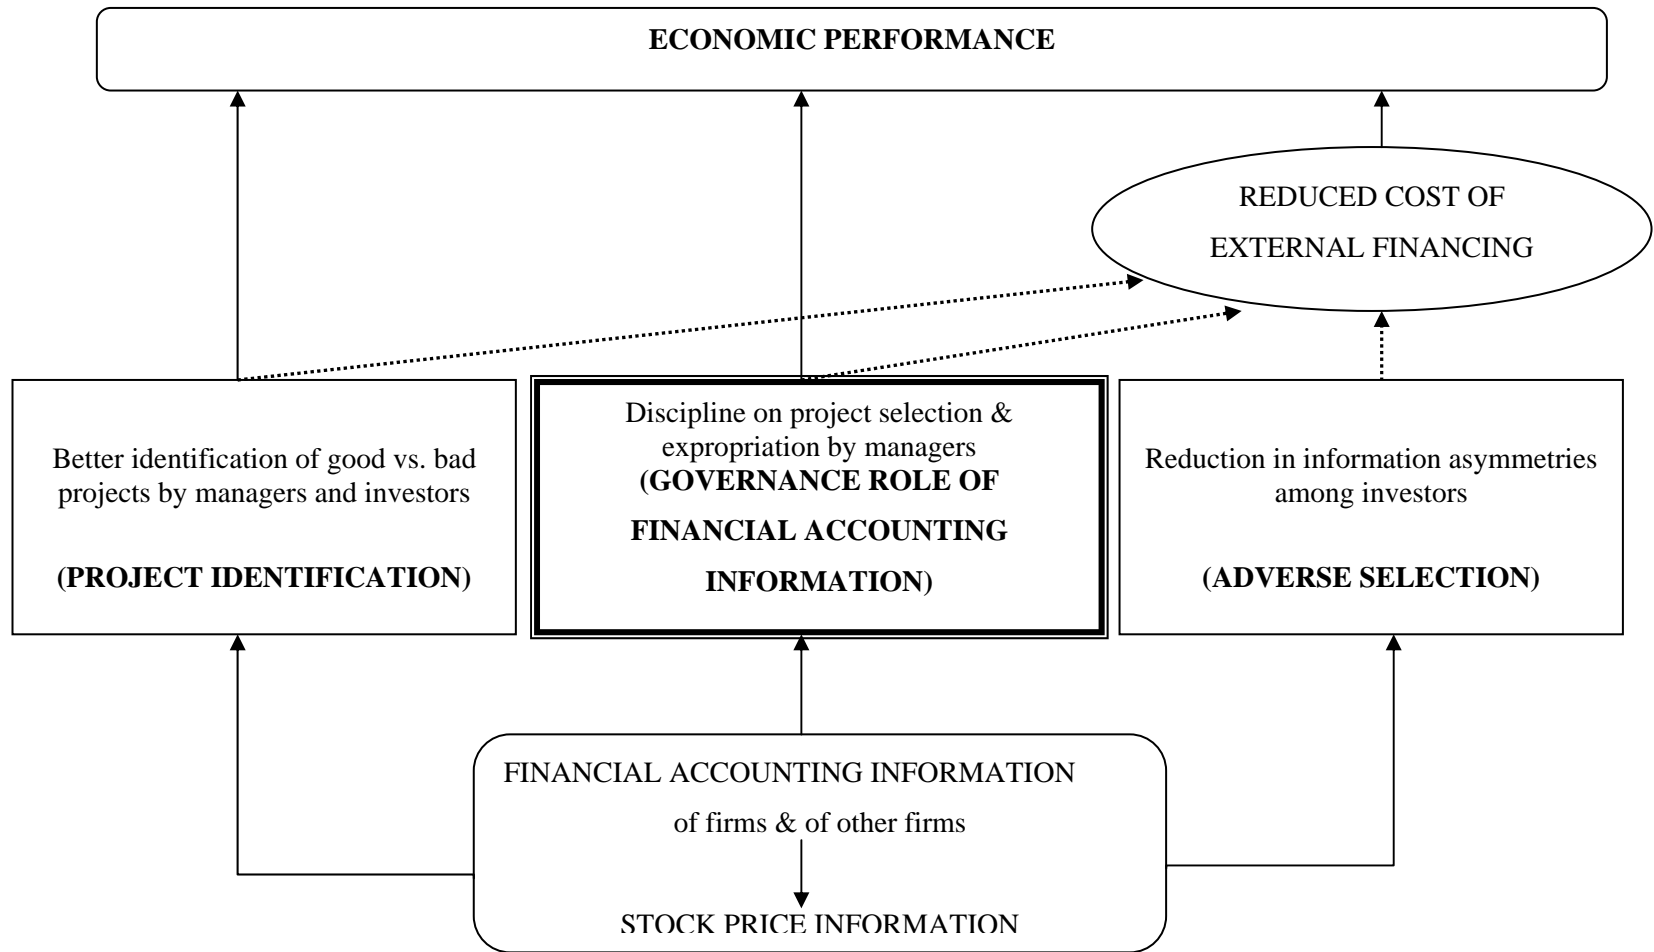 ECONOMIC PERFORMANCE
REDUCED COST OF
EXTERNAL FINANCING
Better identification of good vs. bad
projects by managers and investors
(PROJECT IDENTIFICATION)
Discipline on project selection &
expropriation by managers
(GOVERNANCE ROLE OF
FINANCIAL ACCOUNTING
INFORMATION)
Reduction in information asymmetries
among investors
(ADVERSE SELECTION)
FINANCIAL ACCOUNTING INFORMATION
of firms & of other firms
STOCK PRICE INFORMATION